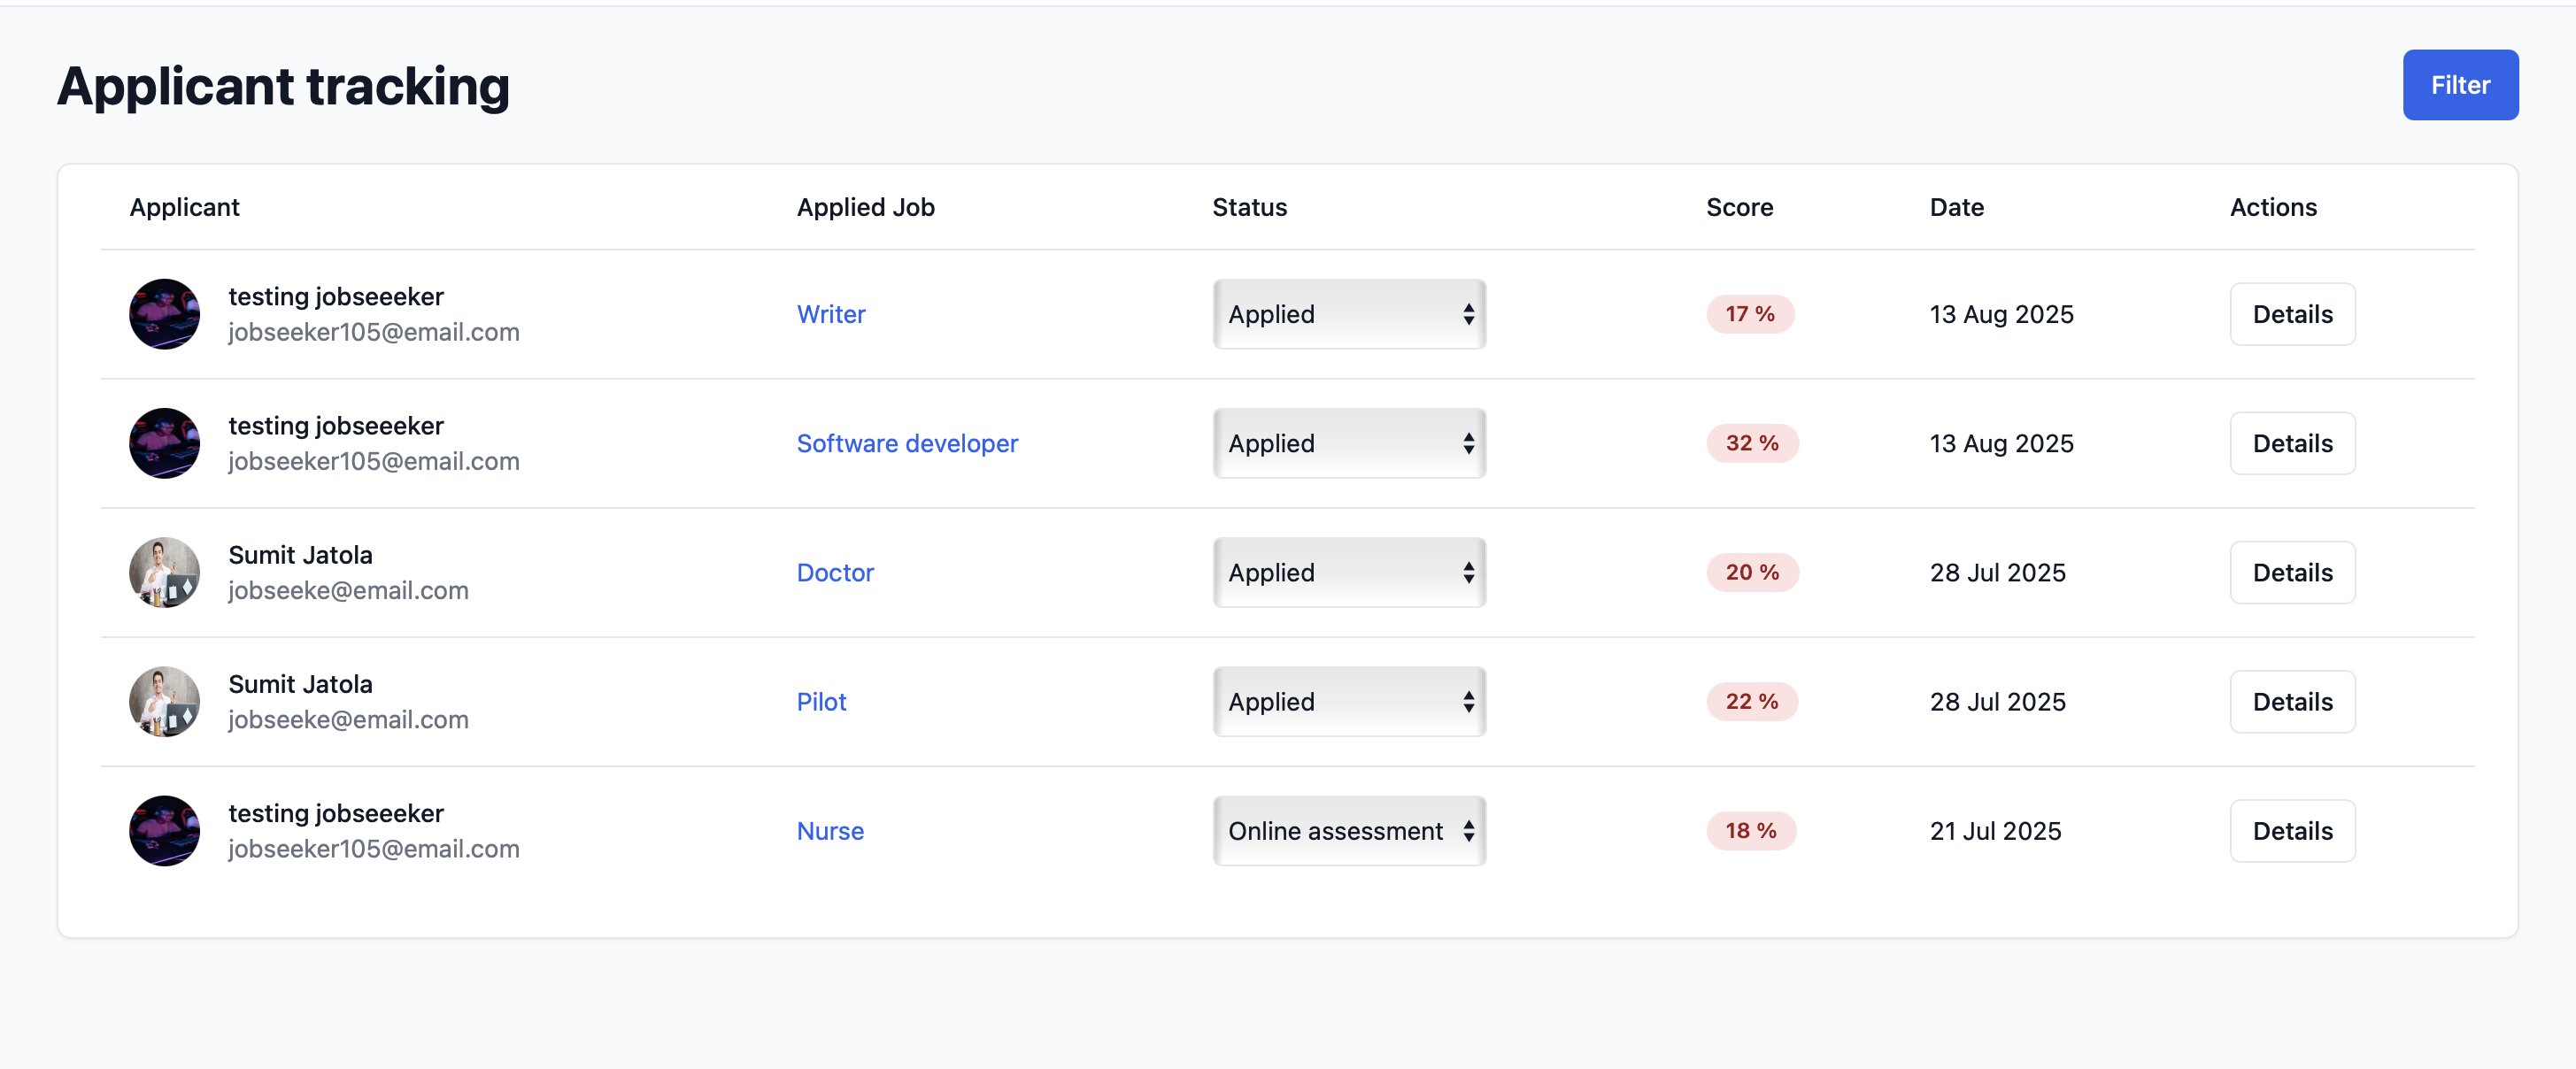 Applicant tracking
Filter
Applicant Applied Job Status Score Date Actions
testing jobseeeker
jobseeker105@email.com
Writer Applied 17 % 13 Aug 2025 Details
testing jobseeeker
jobseeker105@email.com
Software developer Applied 32 % 13 Aug 2025 Details
Sumit Jatola
jobseeke@email.com
Doctor Applied 20 % 28 Jul 2025 Details
Sumit Jatola
jobseeke@email.com
Pilot Applied 22 % 28 Jul 2025 Details
testing jobseeeker
jobseeker105@email.com
Nurse Online assessment 18 % 21 Jul 2025 Details